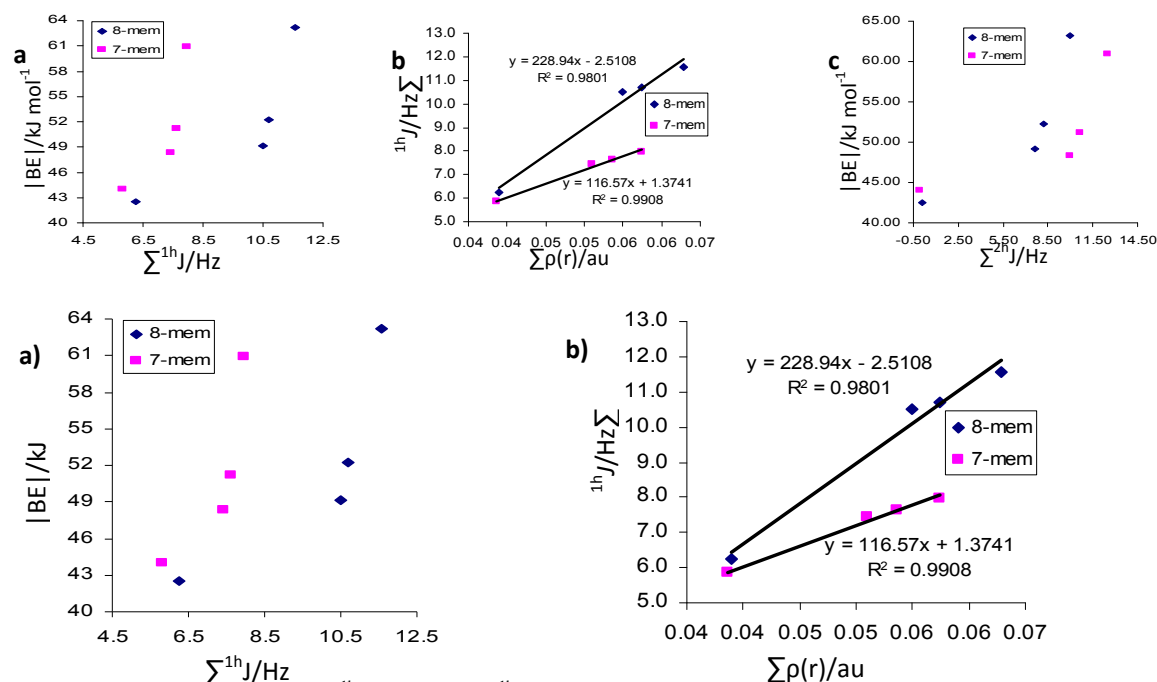 a
|BE|/kJ mol⁻¹
64
61
58
55
52
49
46
43
40
8-mem
7-mem
4.5 6.5 8.5 10.5 12.5
∑¹ʰJ/Hz
b
¹ʰJ/Hz∑
13.0
12.0
11.0
10.0
9.0
8.0
7.0
6.0
5.0
y = 228.94x - 2.5108
R² = 0.9801
8-mem
7-mem
y = 116.57x + 1.3741
R² = 0.9908
0.04 0.04 0.05 0.05 0.06 0.06 0.07
∑ρ(r)/au
c
|BE|/kJ mol⁻¹
65.00
60.00
55.00
50.00
45.00
40.00
8-mem
7-mem
-0.50 2.50 5.50 8.50 11.50 14.50
∑²ʰJ/Hz
a)
|BE|/kJ
64
61
58
55
52
49
46
43
40
8-mem
7-mem
4.5 6.5 8.5 10.5 12.5
∑¹ʰJ/Hz
b)
¹ʰJ/Hz∑
13.0
12.0
11.0
10.0
9.0
8.0
7.0
6.0
5.0
y = 228.94x - 2.5108
R² = 0.9801
8-mem
7-mem
y = 116.57x + 1.3741
R² = 0.9908
0.04 0.04 0.05 0.05 0.06 0.06 0.07
∑ρ(r)/au